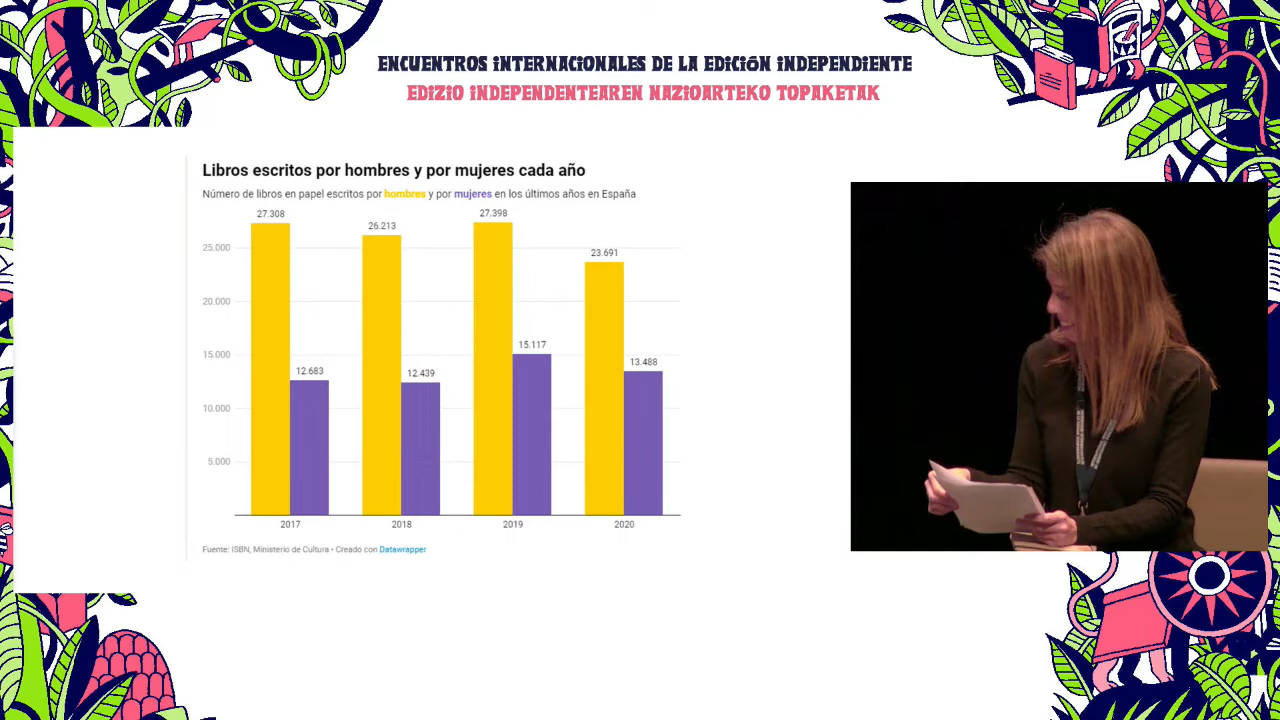 ENCUENTROS INTERNACIONALES DE LA EDICIÓN INDEPENDIENTE
EDIZIO INDEPENDENTEAREN NAZIOARTEKO TOPAKETAK
Libros escritos por hombres y por mujeres cada año
Número de libros en papel escritos por hombres y por mujeres en los últimos años en España
27.308
26.213
27.398
23.691
12.683
12.439
15.117
13.488
25.000
20.000
15.000
10.000
5.000
2017 2018 2019 2020
Fuente: ISBN, Ministerio de Cultura • Creado con Datawrapper